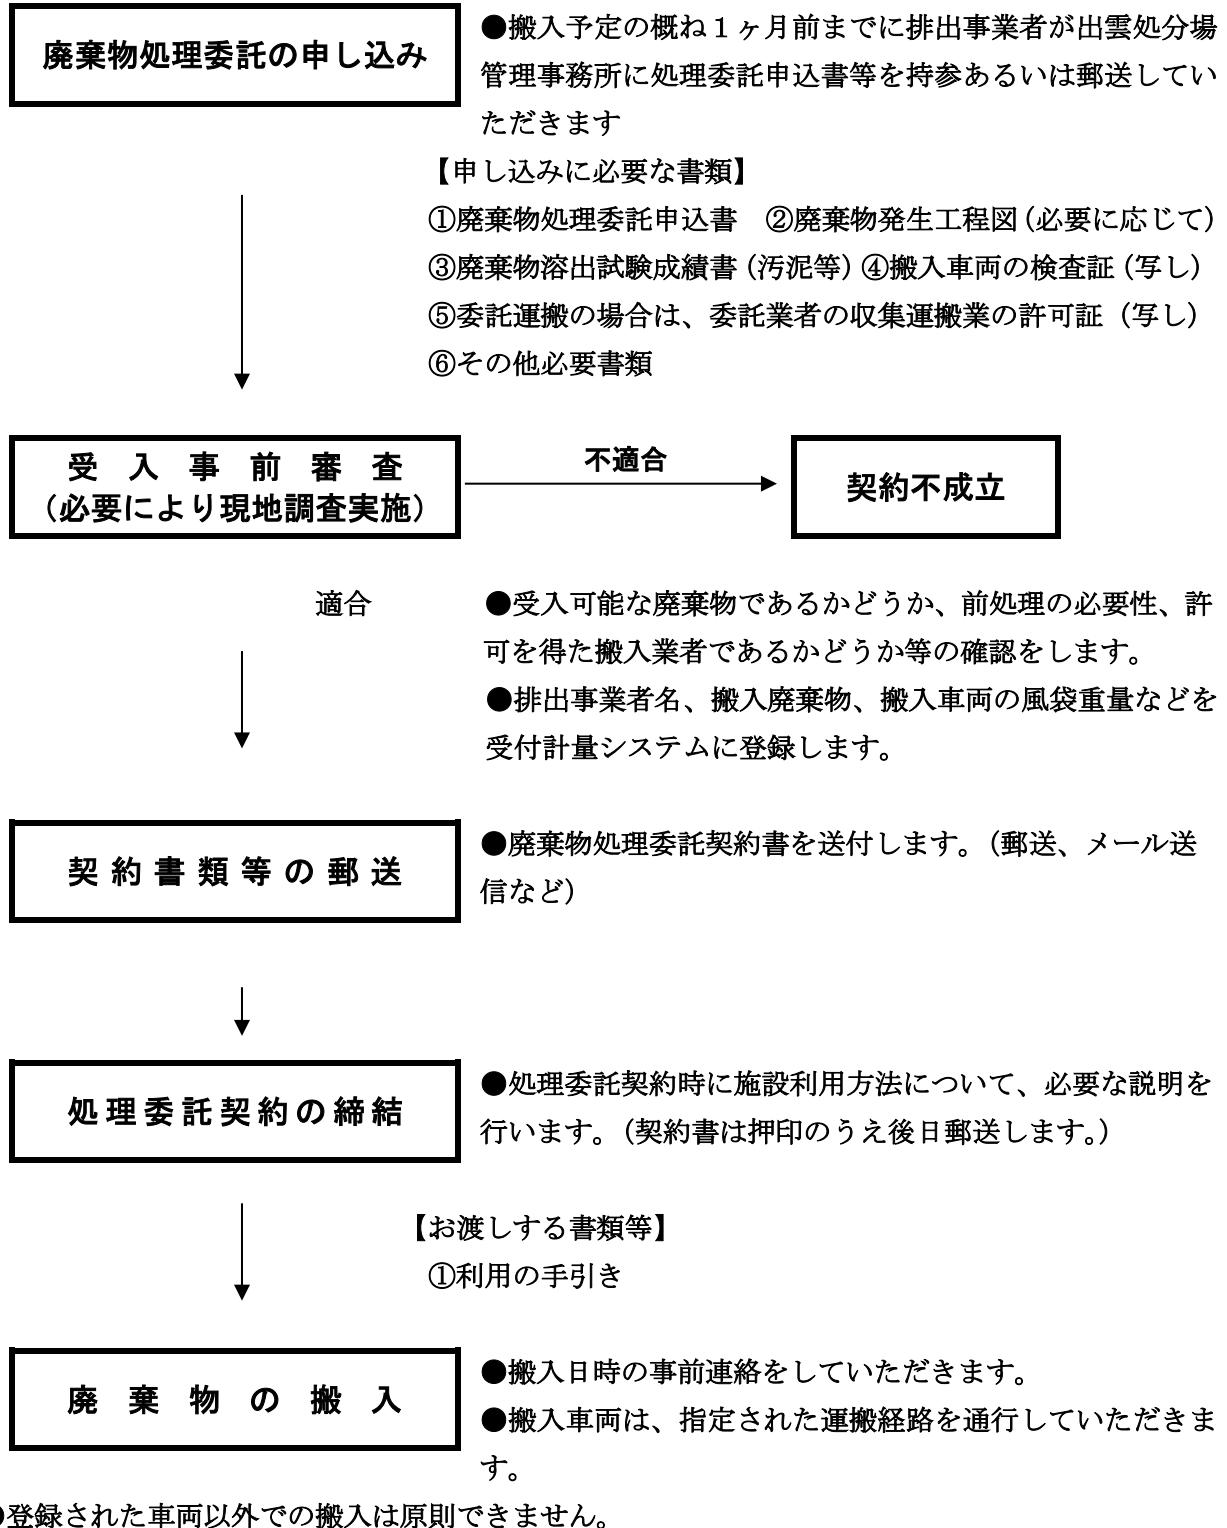 廃棄物処理委託の申し込み
●搬入予定の概ね１ヶ月前までに排出事業者が出雲処分場
管理事務所に処理委託申込書等を持参あるいは郵送してい
ただきます
【申し込みに必要な書類】
①廃棄物処理委託申込書　②廃棄物発生工程図(必要に応じて)
③廃棄物溶出試験成績書(汚泥等)④搬入車両の検査証(写し)
⑤委託運搬の場合は、委託業者の収集運搬業の許可証（写し）
⑥その他必要書類
受　入　事　前　審　査
（必要により現地調査実施）
不適合
契約不成立
適合
●受入可能な廃棄物であるかどうか、前処理の必要性、許
可を得た搬入業者であるかどうか等の確認をします。
●排出事業者名、搬入廃棄物、搬入車両の風袋重量などを
受付計量システムに登録します。
契約書類等の郵送
●廃棄物処理委託契約書を送付します。（郵送、メール送
信など）
処理委託契約の締結
●処理委託契約時に施設利用方法について、必要な説明を
行います。（契約書は押印のうえ後日郵送します。）
【お渡しする書類等】
①利用の手引き
廃　棄　物　の　搬　入
●搬入日時の事前連絡をしていただきます。
●搬入車両は、指定された運搬経路を通行していただきま
す。
●登録された車両以外での搬入は原則できません。